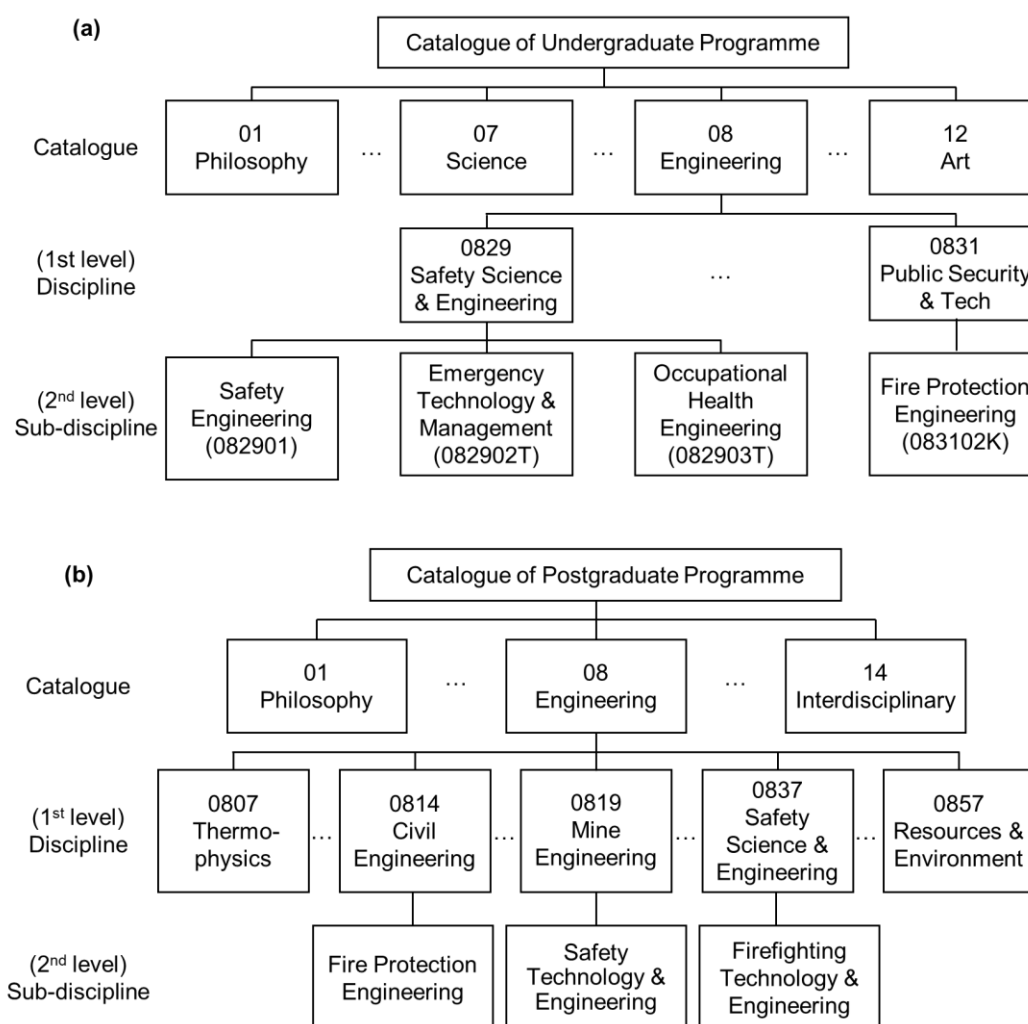 (a)
Catalogue of Undergraduate Programme
Catalogue
01
Philosophy
...
07
Science
...
08
Engineering
...
12
Art
(1st level)
Discipline
0829
Safety Science
& Engineering
...
0831
Public Security
& Tech
(2nd level)
Sub-discipline
Safety
Engineering
(082901)
Emergency
Technology &
Management
(082902T)
Occupational
Health
Engineering
(082903T)
Fire Protection
Engineering
(083102K)
(b)
Catalogue of Postgraduate Programme
Catalogue
01
Philosophy
...
08
Engineering
...
14
Interdisciplinary
(1st level)
Discipline
0807
Thermo-
physics
...
0814
Civil
Engineering
...
0819
Mine
Engineering
...
0837
Safety
Science &
Engineering
...
0857
Resources &
Environment
(2nd level)
Sub-discipline
Fire Protection
Engineering
Safety
Technology &
Engineering
Firefighting
Technology &
Engineering